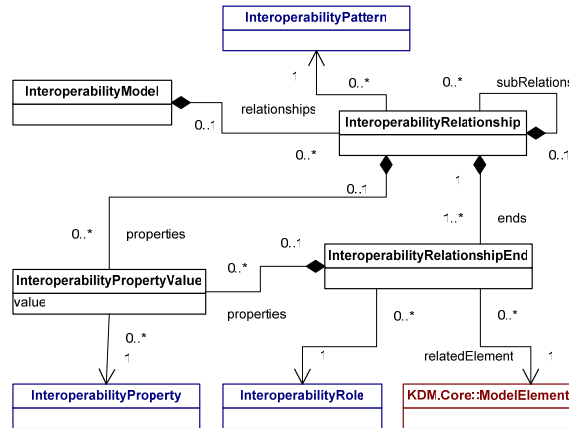 InteroperabilityPattern
1
0..*
0..*
subRelations
InteroperabilityModel
relationships
0..1
InteroperabilityRelationship
0..*
0..1
0..1
1
0..*
properties
1..*
ends
0..1
InteroperabilityRelationshipEnd
0..*
InteroperabilityPropertyValue
value
properties
0..*
0..*
0..*
1
1
relatedElement
1
InteroperabilityProperty
InteroperabilityRole
KDM.Core::ModelElement